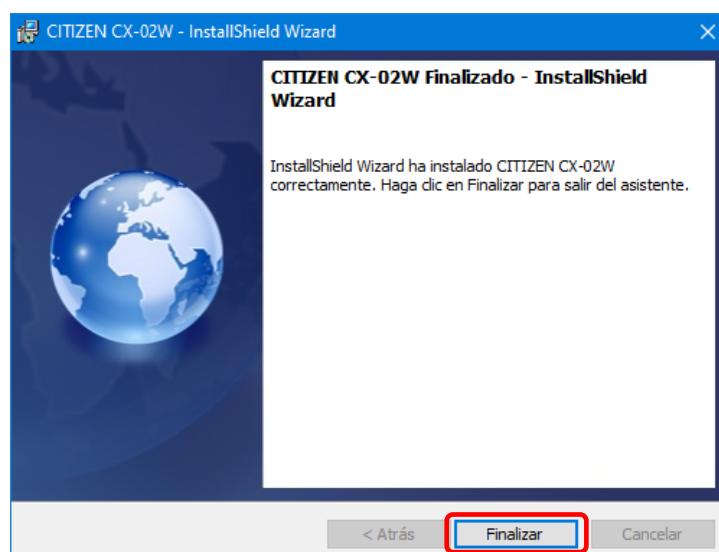 CITIZEN CX-02W - InstallShield Wizard
CITIZEN CX-02W Finalizado - InstallShield
Wizard
InstallShield Wizard ha instalado CITIZEN CX-02W
correctamente. Haga clic en Finalizar para salir del asistente.
< Atrás Finalizar Cancelar